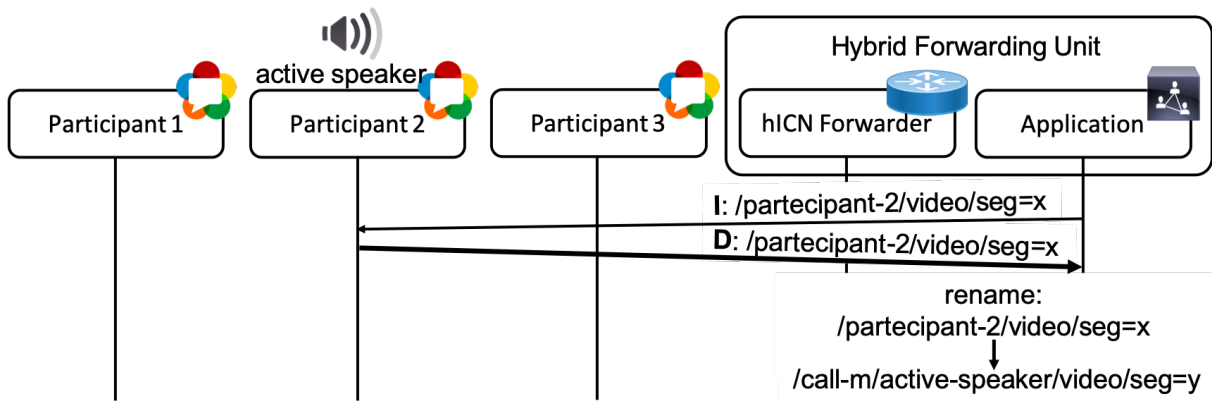 Hybrid Forwarding Unit
active speaker
Participant 1
Participant 2
Participant 3
hICN Forwarder
Application
I: /partecipant-2/video/seg=x
D: /partecipant-2/video/seg=x
rename:
/partecipant-2/video/seg=x
/call-m/active-speaker/video/seg=y